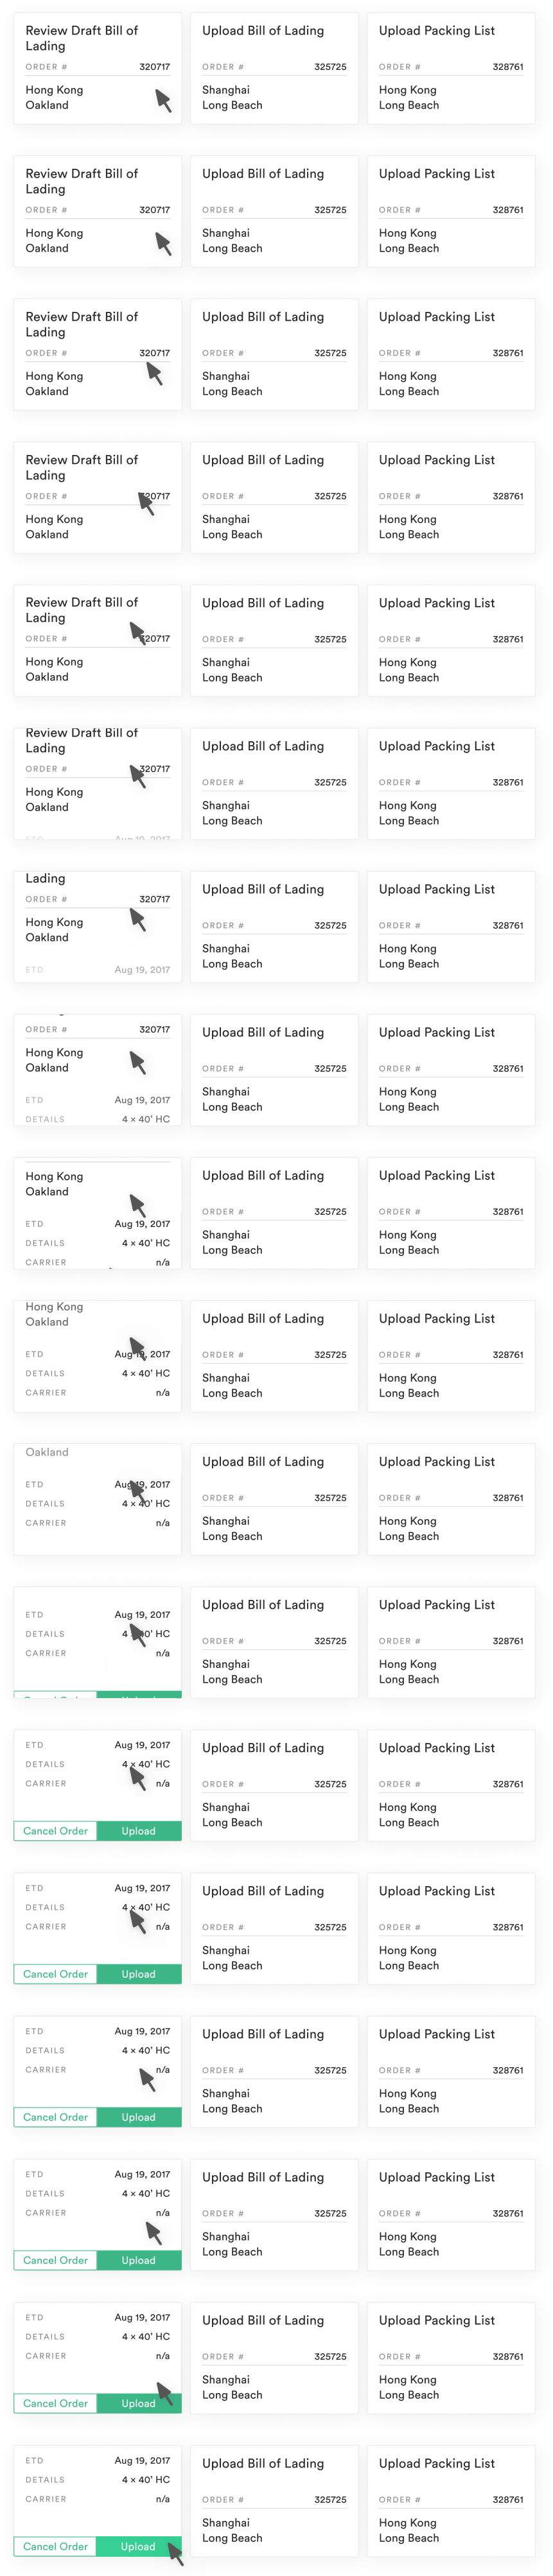 Review Draft Bill of
Lading
ORDER # 320717
Hong Kong
Oakland
Upload Bill of Lading
ORDER # 325725
Shanghai
Long Beach
Upload Packing List
ORDER # 328761
Hong Kong
Long Beach
Review Draft Bill of
Lading
ORDER # 320717
Hong Kong
Oakland
Upload Bill of Lading
ORDER # 325725
Shanghai
Long Beach
Upload Packing List
ORDER # 328761
Hong Kong
Long Beach
Review Draft Bill of
Lading
ORDER # 320717
Hong Kong
Oakland
Upload Bill of Lading
ORDER # 325725
Shanghai
Long Beach
Upload Packing List
ORDER # 328761
Hong Kong
Long Beach
Review Draft Bill of
Lading
ORDER # 20717
Hong Kong
Oakland
Upload Bill of Lading
ORDER # 325725
Shanghai
Long Beach
Upload Packing List
ORDER # 328761
Hong Kong
Long Beach
Review Draft Bill of
Lading
ORDER # 320717
Hong Kong
Oakland
Upload Bill of Lading
ORDER # 325725
Shanghai
Long Beach
Upload Packing List
ORDER # 328761
Hong Kong
Long Beach
Review Draft Bill of
Lading
ORDER # 320717
Hong Kong
Oakland
ETD Aug 19, 2017
Upload Bill of Lading
ORDER # 325725
Shanghai
Long Beach
Upload Packing List
ORDER # 328761
Hong Kong
Long Beach
Lading
ORDER # 320717
Hong Kong
Oakland
ETD Aug 19, 2017
Upload Bill of Lading
ORDER # 325725
Shanghai
Long Beach
Upload Packing List
ORDER # 328761
Hong Kong
Long Beach
ORDER # 320717
Hong Kong
Oakland
ETD Aug 19, 2017
DETAILS 4 × 40' HC
Upload Bill of Lading
ORDER # 325725
Shanghai
Long Beach
Upload Packing List
ORDER # 328761
Hong Kong
Long Beach
Hong Kong
Oakland
ETD Aug 19, 2017
DETAILS 4 × 40' HC
CARRIER n/a
Upload Bill of Lading
ORDER # 325725
Shanghai
Long Beach
Upload Packing List
ORDER # 328761
Hong Kong
Long Beach
Hong Kong
Oakland
ETD Aug 19, 2017
DETAILS 4 × 40' HC
CARRIER n/a
Upload Bill of Lading
ORDER # 325725
Shanghai
Long Beach
Upload Packing List
ORDER # 328761
Hong Kong
Long Beach
Oakland
ETD Aug 19, 2017
DETAILS 4 × 40' HC
CARRIER n/a
Upload Bill of Lading
ORDER # 325725
Shanghai
Long Beach
Upload Packing List
ORDER # 328761
Hong Kong
Long Beach
ETD Aug 19, 2017
DETAILS 4 × 40' HC
CARRIER n/a
Cancel Order Upload
Upload Bill of Lading
ORDER # 325725
Shanghai
Long Beach
Upload Packing List
ORDER # 328761
Hong Kong
Long Beach
ETD Aug 19, 2017
DETAILS 4 × 40' HC
CARRIER n/a
Cancel Order Upload
Upload Bill of Lading
ORDER # 325725
Shanghai
Long Beach
Upload Packing List
ORDER # 328761
Hong Kong
Long Beach
ETD Aug 19, 2017
DETAILS 4 × 40' HC
CARRIER n/a
Cancel Order Upload
Upload Bill of Lading
ORDER # 325725
Shanghai
Long Beach
Upload Packing List
ORDER # 328761
Hong Kong
Long Beach
ETD Aug 19, 2017
DETAILS 4 × 40' HC
CARRIER n/a
Cancel Order Upload
Upload Bill of Lading
ORDER # 325725
Shanghai
Long Beach
Upload Packing List
ORDER # 328761
Hong Kong
Long Beach
ETD Aug 19, 2017
DETAILS 4 × 40' HC
CARRIER n/a
Cancel Order Upload
Upload Bill of Lading
ORDER # 325725
Shanghai
Long Beach
Upload Packing List
ORDER # 328761
Hong Kong
Long Beach
ETD Aug 19, 2017
DETAILS 4 × 40' HC
CARRIER n/a
Cancel Order Upload
Upload Bill of Lading
ORDER # 325725
Shanghai
Long Beach
Upload Packing List
ORDER # 328761
Hong Kong
Long Beach
ETD Aug 19, 2017
DETAILS 4 × 40' HC
CARRIER n/a
Cancel Order Upload
Upload Bill of Lading
ORDER # 325725
Shanghai
Long Beach
Upload Packing List
ORDER # 328761
Hong Kong
Long Beach